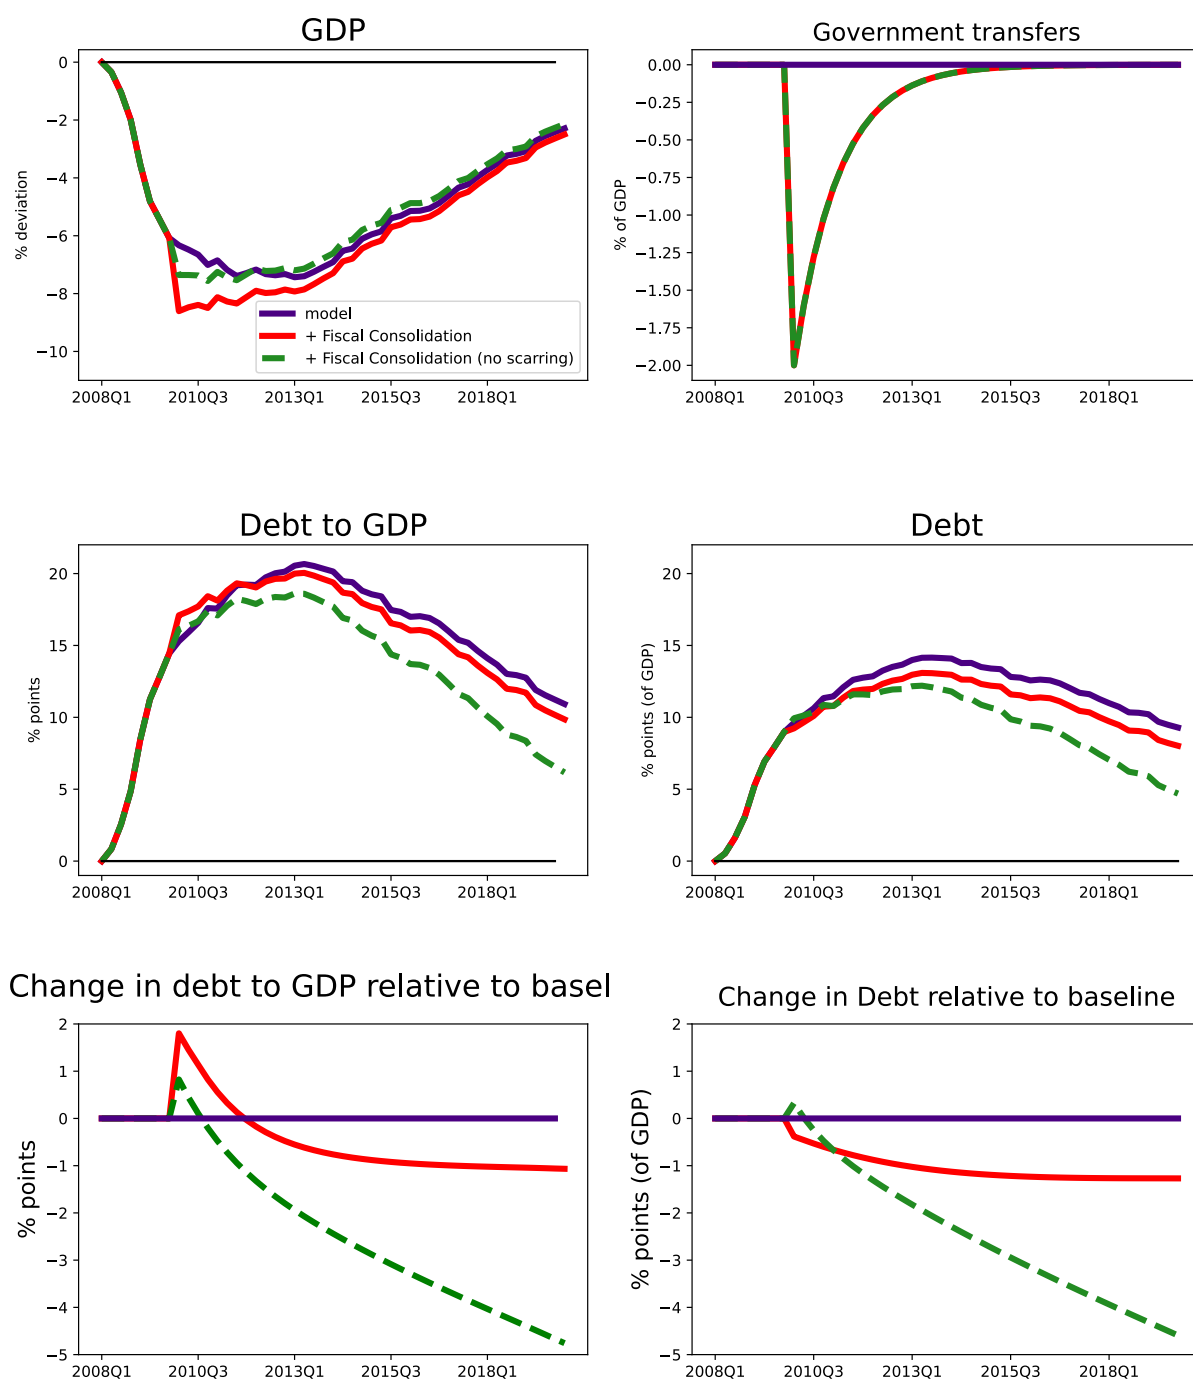 GDP
% deviation
0
−2
−4
−6
−8
−10
model
+ Fiscal Consolidation
+ Fiscal Consolidation (no scarring)
2008Q1 2010Q3 2013Q1 2015Q3 2018Q1
Government transfers
% of GDP
0.00
−0.25
−0.50
−0.75
−1.00
−1.25
−1.50
−1.75
−2.00
2008Q1 2010Q3 2013Q1 2015Q3 2018Q1
Debt to GDP
% points
20
15
10
5
0
2008Q1 2010Q3 2013Q1 2015Q3 2018Q1
Debt
% points (of GDP)
20
15
10
5
0
2008Q1 2010Q3 2013Q1 2015Q3 2018Q1
Change in debt to GDP relative to basel
% points
2
1
0
−1
−2
−3
−4
−5
2008Q1 2010Q3 2013Q1 2015Q3 2018Q1
Change in Debt relative to baseline
% points (of GDP)
2
1
0
−1
−2
−3
−4
−5
2008Q1 2010Q3 2013Q1 2015Q3 2018Q1